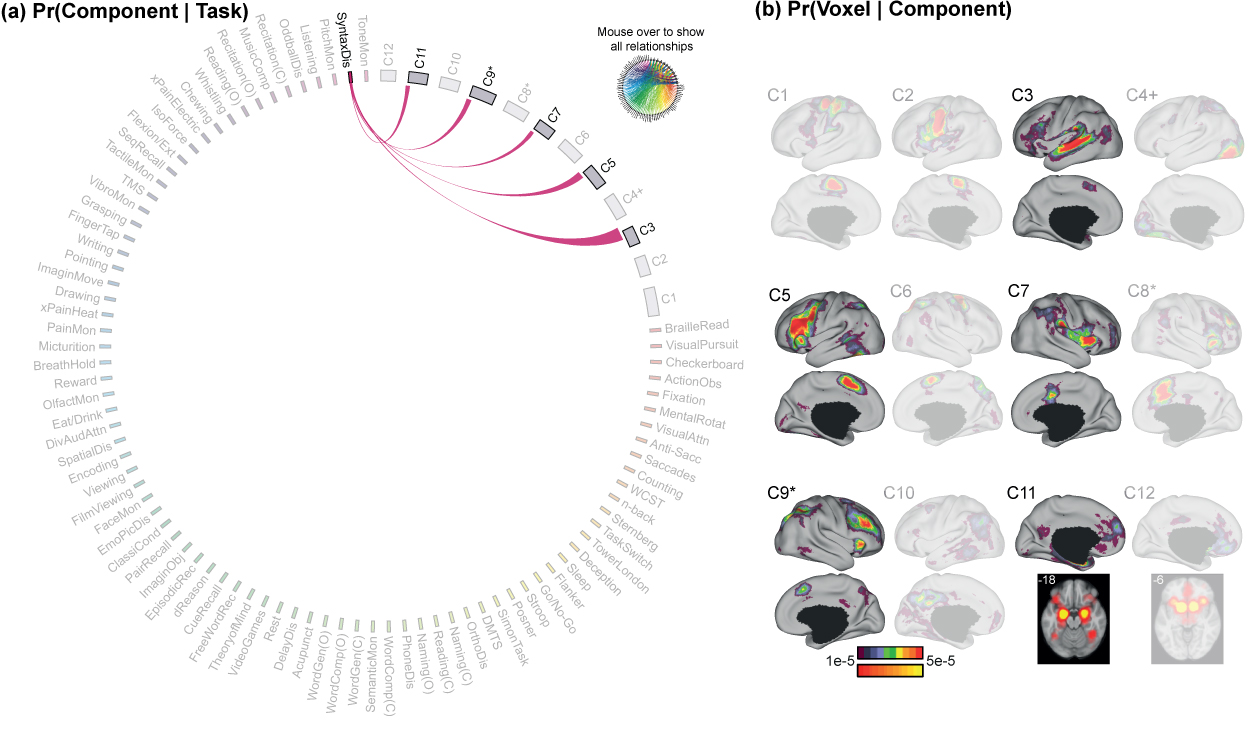 (a) Pr(Component | Task)
(b) Pr(Voxel | Component)
Mouse over to show
all relationships
ToneMon
C12
C11
C10
C9*
C8*
C7
C6
C5
C4+
C3
C2
C1
BrailleRead
VisualPursuit
Checkerboard
ActionObs
Fixation
MentalRotat
VisualAttn
Anti-Sacc
Saccades
Counting
WCST
n-back
Sternberg
TaskSwitch
TowerLondon
Deception
Sleep
Flanker
Go/No-Go
Stroop
Posner
SimonTask
DMTS
OrthoDis
Naming(C)
Reading(C)
Naming(O)
PhoneDis
WordComp(C)
SemanticMon
WordGen(C)
WordComp(O)
WordGen(O)
Acupunct
DelayDis
Rest
VideoGames
TheoryofMind
FreeWordRec
CueRecall
dReason
EpisodicRec
ImaginObj
PairRecall
ClassiCond
EmoPicDis
FaceMon
FilmViewing
Viewing
Encoding
SpatialDis
DivAudAttn
Eat/Drink
OlfactMon
Reward
BreathHold
Micturition
PainMon
xPainHeat
Drawing
ImaginMove
Pointing
Writing
FingerTap
Grasping
VibroMon
TMS
TactileMon
SeqRecall
FlexionExt
IsoForce
xPainElectric
Chewing
Whistling
Reading(O)
Recitation(O)
MusicComp
Recitation(C)
OddballDis
Listening
PitchMon
SyntaxDis
C1
C2
C3
C4+
C5
C6
C7
C8*
C9*
C10
C11
C12
-18
-6
1e-5
5e-5